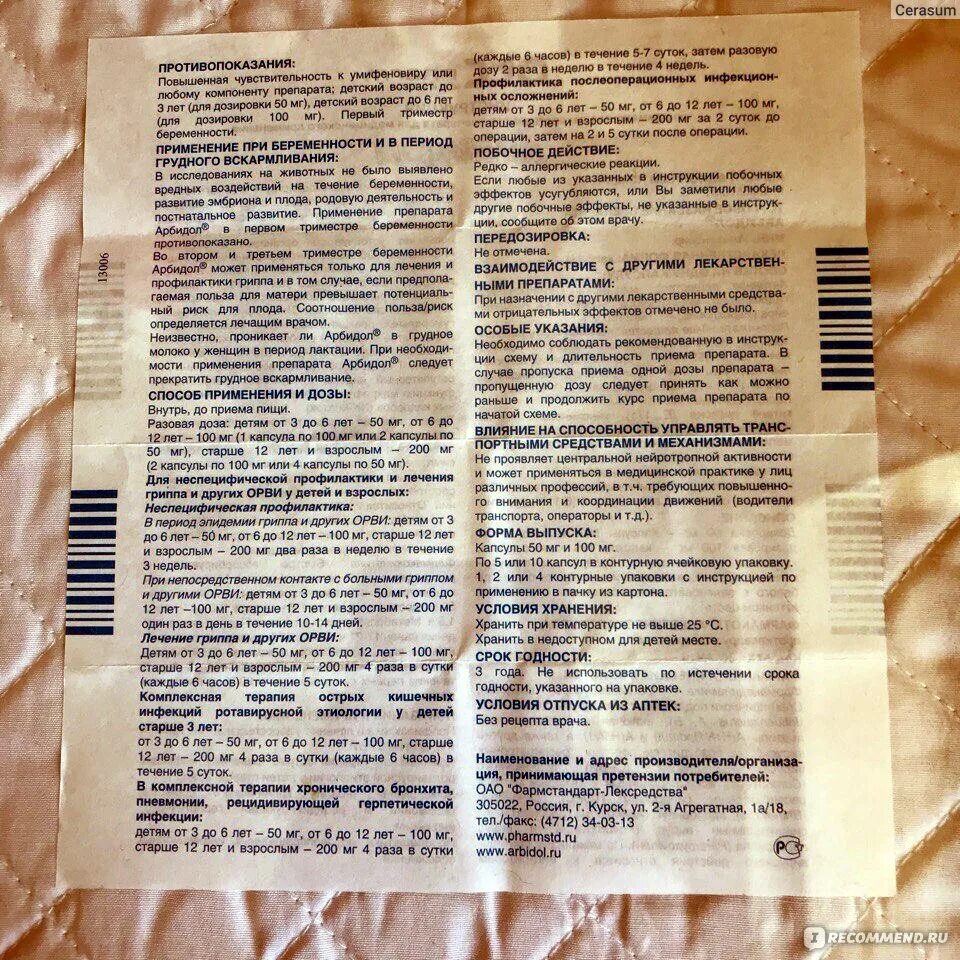 Cerasum
ПРОТИВОПОКАЗАНИЯ:
Повышенная чувствительность к умифеновиру или
любому компоненту препарата; детский возраст до
3 лет (для дозировки 50 мг), детский возраст до 6 лет
(для дозировки 100 мг). Первый триместр
беременности.
ПРИМЕНЕНИЕ ПРИ БЕРЕМЕННОСТИ И В ПЕРИОД
ГРУДНОГО ВСКАРМЛИВАНИЯ:
В исследованиях на животных не было выявлено
вредных воздействий на течение беременности,
развитие эмбриона и плода, родовую деятельность и
постнатальное развитие. Применение препарата
Арбидол® в первом триместре беременности
противопоказано.
Во втором и третьем триместре беременности
Арбидол® может применяться только для лечения и
профилактики гриппа и в том случае, если предпола-
гаемая польза для матери превышает потенциаль-
ный риск для плода. Соотношение польза/риск
определяется лечащим врачом.
Неизвестно, проникает ли Арбидол® в грудное
молоко у женщин в период лактации. При необходи-
мости применения препарата Арбидол® следует
прекратить грудное вскармливание.
СПОСОБ ПРИМЕНЕНИЯ И ДОЗЫ:
Внутрь, до приема пищи.
Разовая доза: детям от 3 до 6 лет – 50 мг, от 6 до
12 лет – 100 мг (1 капсула по 100 мг или 2 капсулы по
50 мг), старше 12 лет и взрослым – 200 мг
(2 капсулы по 100 мг или 4 капсулы по 50 мг).
Для неспецифической профилактики и лечения
гриппа и других ОРВИ у детей и взрослых:
Неспецифическая профилактика:
В период эпидемии гриппа и других ОРВИ: детям от 3
до 6 лет – 50 мг, от 6 до 12 лет – 100 мг, старше 12 лет
и взрослым – 200 мг два раза в неделю в течение
3 недель.
При непосредственном контакте с больными гриппом
и другими ОРВИ: детям от 3 до 6 лет – 50 мг, от 6 до
12 лет –100 мг, старше 12 лет и взрослым – 200 мг
один раз в день в течение 10-14 дней.
Лечение гриппа и других ОРВИ:
Детям от 3 до 6 лет – 50 мг, от 6 до 12 лет – 100 мг,
старше 12 лет и взрослым – 200 мг 4 раза в сутки
(каждые 6 часов) в течение 5 суток.
Комплексная терапия острых кишечных
инфекций ротавирусной этиологии у детей
старше 3 лет:
от 3 до 6 лет – 50 мг, от 6 до 12 лет – 100 мг, старше
12 лет – 200 мг 4 раза в сутки (каждые 6 часов) в
течение 5 суток.
В комплексной терапии хронического бронхита,
пневмонии, рецидивирующей герпетической
инфекции:
детям от 3 до 6 лет – 50 мг, от 6 до 12 лет – 100 мг,
старше 12 лет и взрослым – 200 мг 4 раза в сутки
(каждые 6 часов) в течение 5-7 суток, затем разовую
дозу 2 раза в неделю в течение 4 недель.
Профилактика послеоперационных инфекцион-
ных осложнений:
детям от 3 до 6 лет – 50 мг, от 6 до 12 лет – 100 мг,
старше 12 лет и взрослым – 200 мг за 2 суток до
операции, затем на 2 и 5 сутки после операции.
ПОБОЧНОЕ ДЕЙСТВИЕ:
Редко – аллергические реакции.
Если любые из указанных в инструкции побочных
эффектов усугубляются, или Вы заметили любые
другие побочные эффекты, не указанные в инструк-
ции, сообщите об этом врачу.
ПЕРЕДОЗИРОВКА:
Не отмечена.
ВЗАИМОДЕЙСТВИЕ С ДРУГИМИ ЛЕКАРСТВЕН-
НЫМИ ПРЕПАРАТАМИ:
При назначении с другими лекарственными средства-
ми отрицательных эффектов отмечено не было.
ОСОБЫЕ УКАЗАНИЯ:
Необходимо соблюдать рекомендованную в инструк-
ции схему и длительность приема препарата. В
случае пропуска приема одной дозы препарата –
пропущенную дозу следует принять как можно
раньше и продолжить курс приема препарата по
начатой схеме.
ВЛИЯНИЕ НА СПОСОБНОСТЬ УПРАВЛЯТЬ ТРАНС-
ПОРТНЫМИ СРЕДСТВАМИ И МЕХАНИЗМАМИ:
Не проявляет центральной нейротропной активности
и может применяться в медицинской практике у лиц
различных профессий, в т.ч. требующих повышенно-
го внимания и координации движений (водители
транспорта, операторы и т.д.).
ФОРМА ВЫПУСКА:
Капсулы 50 мг и 100 мг.
По 5 или 10 капсул в контурную ячейковую упаковку.
1, 2 или 4 контурные упаковки с инструкцией по
применению в пачку из картона.
УСЛОВИЯ ХРАНЕНИЯ:
Хранить при температуре не выше 25 °С.
Хранить в недоступном для детей месте.
СРОК ГОДНОСТИ:
3 года. Не использовать по истечении срока
годности, указанного на упаковке.
УСЛОВИЯ ОТПУСКА ИЗ АПТЕК:
Без рецепта врача.
Наименование и адрес производителя/организа-
ция, принимающая претензии потребителей:
ОАО "Фармстандарт-Лексредства"
305022, Россия, г. Курск, ул. 2-я Агрегатная, 1а/18,
тел./факс: (4712) 34-03-13
www.pharmstd.ru
www.arbidol.ru
13006
РСТ
IRECOMMEND.RU